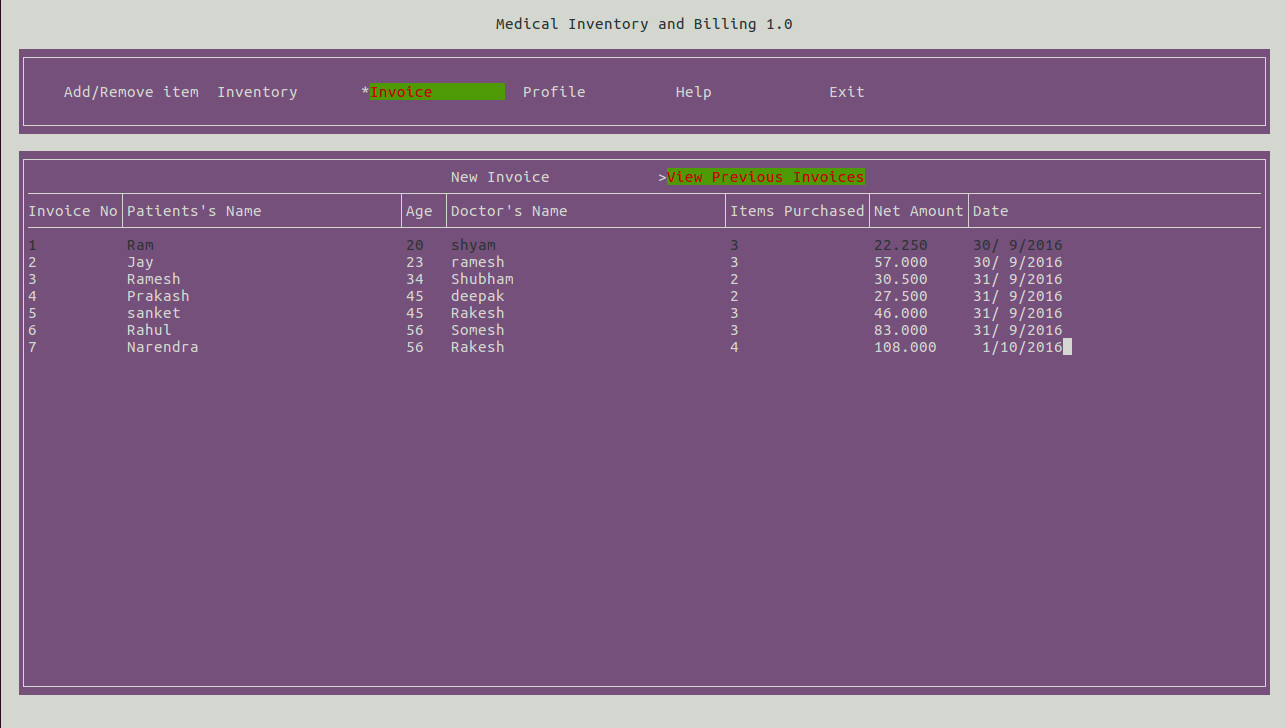 Medical Inventory and Billing 1.0
Add/Remove item Inventory *Invoice Profile Help Exit
New Invoice >View Previous Invoices
Invoice No Patients's Name Age Doctor's Name Items Purchased Net Amount Date
1 Ram 20 shyam 3 22.250 30/ 9/2016
2 Jay 23 ramesh 3 57.000 30/ 9/2016
3 Ramesh 34 Shubham 2 30.500 31/ 9/2016
4 Prakash 45 deepak 2 27.500 31/ 9/2016
5 sanket 45 Rakesh 3 46.000 31/ 9/2016
6 Rahul 56 Somesh 3 83.000 31/ 9/2016
7 Narendra 56 Rakesh 4 108.000 1/10/2016